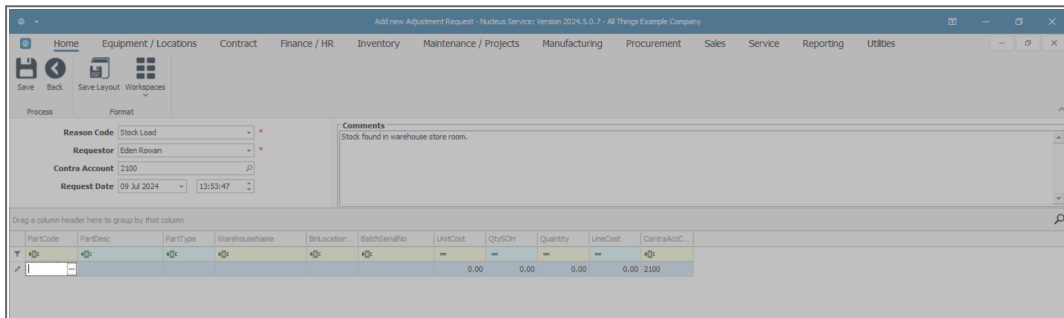 Add new Adjustment Request - Nucleus Service: Version 2024.5.0.7 - All Things Example Company
Home Equipment / Locations Contract Finance / HR Inventory Maintenance / Projects Manufacturing Procurement Sales Service Reporting Utilities
Save Back Save Layout Workspaces
Process Format
Reason Code Stock Load *
Requestor Eden Rowan *
Contra Account 2100
Request Date 09 Jul 2024 13:53:47
Comments
Stock found in warehouse store room.
Drag a column header here to group by that column
PartCode PartDesc PartType WarehouseName BinLocation... BatchSerialNo UnitCost QtySOH Quantity LineCost ContraAccC...
= = = =
... 0.00 0.00 0.00 0.00 2100